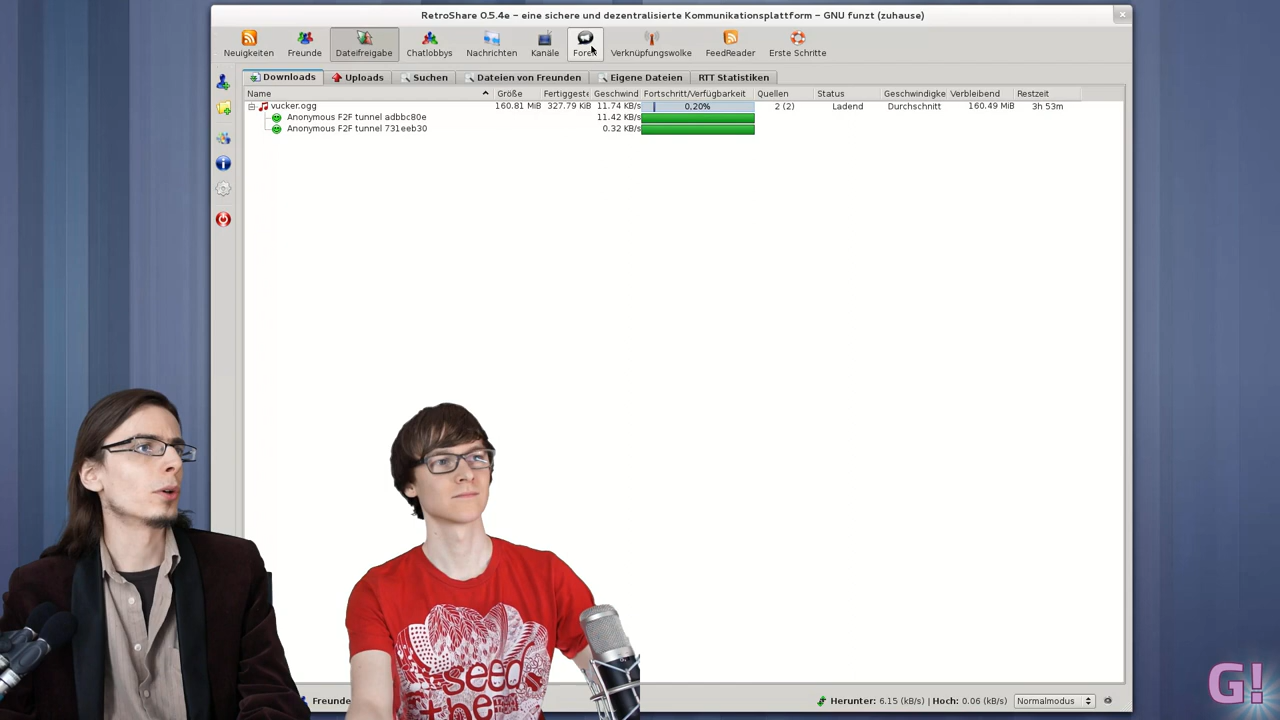 RetroShare 0.5.4e – eine sichere und dezentralisierte Kommunikationsplattform – GNU funzt (zuhause)
Neuigkeiten Freunde Dateifreigabe Chatlobbys Nachrichten Kanäle Foren Verknüpfungswolke FeedReader Erste Schritte
Downloads Uploads Suchen Dateien von Freunden Eigene Dateien RTT Statistiken
Name Größe Fertiggeste Geschwind Fortschritt/Verfügbarkeit Quellen Status Geschwindigke Verbleibend Restzeit
vucker.ogg 160.81 MiB 327.79 KiB 11.74 KB/s 0.20% 2 (2) Ladend Durchschnitt 160.49 MiB 3h 53m
Anonymous F2F tunnel adbbc80e 11.42 KB/s
Anonymous F2F tunnel 731eeb30 0.32 KB/s
seed
the
Freunde
Herunter: 6.15 (kB/s) | Hoch: 0.06 (kB/s) Normalmodus
G!